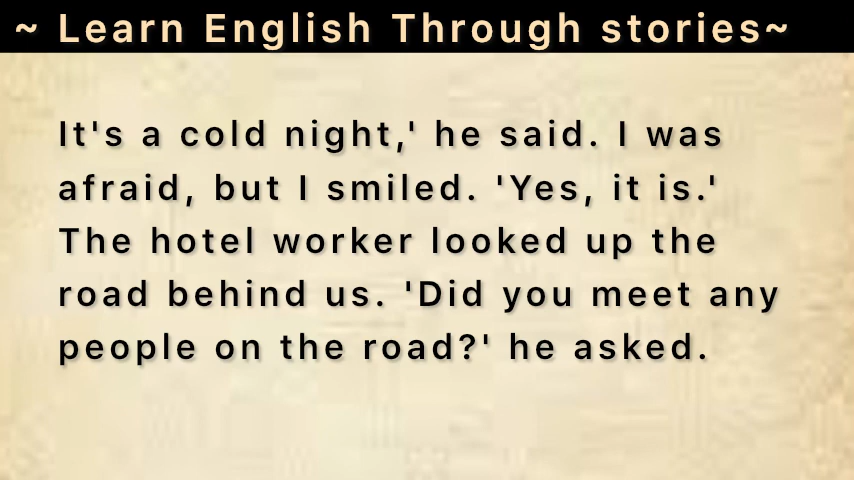 ~ Learn English Through stories~
It's a cold night,' he said. I was
afraid, but I smiled. 'Yes, it is.'
The hotel worker looked up the
road behind us. 'Did you meet any
people on the road?' he asked.